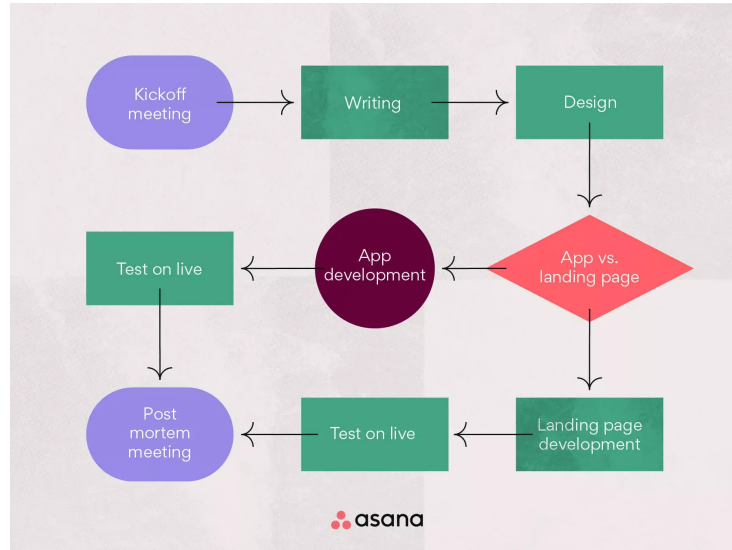 Kickoff
meeting
Writing
Design
Test on live
App
development
App vs.
landing page
Post
mortem
meeting
Test on live
Landing page
development
asana